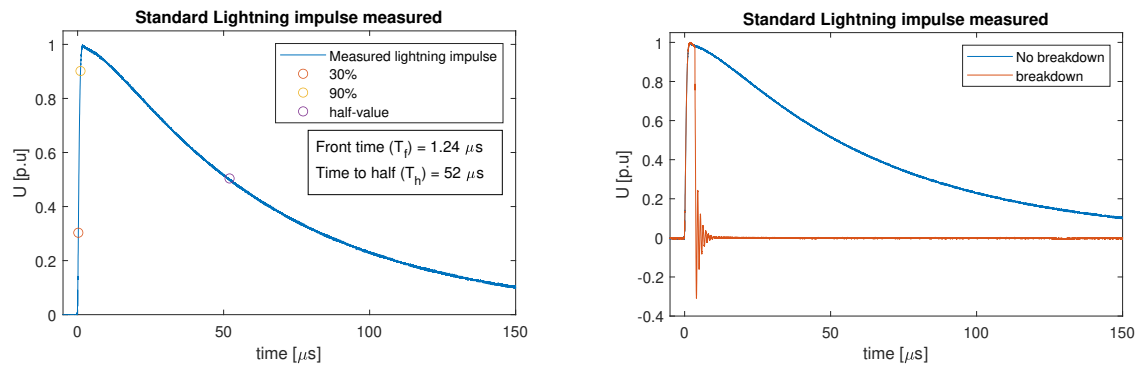 Standard Lightning impulse measured
1
0.8
0.6
0.4
0.2
0
U [p.u]
0
50
100
150
time [μs]
Measured lightning impulse
30%
90%
half-value
Front time (T_f) = 1.24 μs
Time to half (T_h) = 52 μs
Standard Lightning impulse measured
1
0.8
0.6
0.4
0.2
0
-0.2
-0.4
U [p.u]
0
50
100
150
time [μs]
No breakdown
breakdown